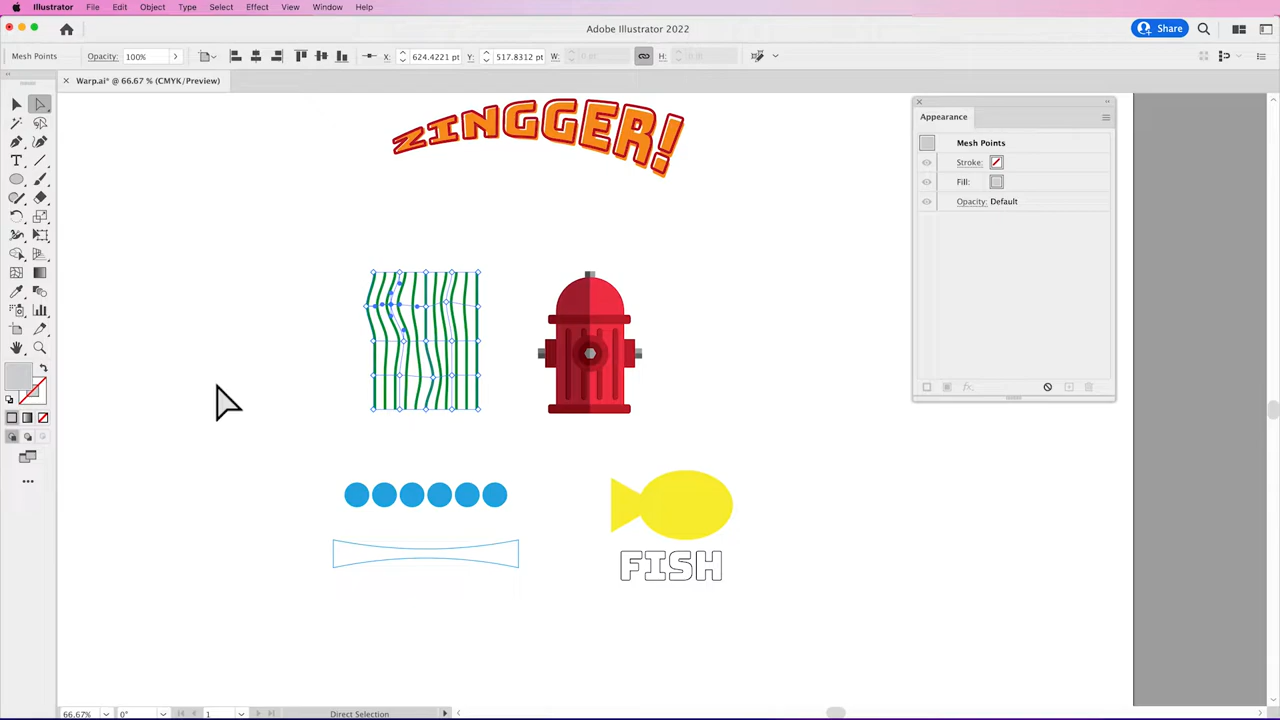 Illustrator File Edit Object Type Select Effect View Window Help
Adobe Illustrator 2022
Share
Mesh Points Opacity: 100% X: 624.4221 pt Y: 517.8312 pt W: H:
× Warp.ai* @ 66.67 % (CMYK/Preview)
ZINGGER!
Appearance
Mesh Points
Stroke:
Fill:
Opacity: Default
fx
FISH
66.67% 0° 1 Direct Selection